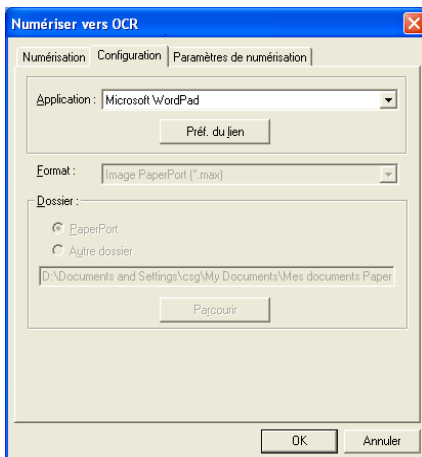 Numériser vers OCR
Numérisation Configuration Paramètres de numérisation
Application : Microsoft WordPad
Préf. du lien
Format : Image PaperPort (*.max)
Dossier :
PaperPort
Autre dossier
D:\Documents and Settings\csg\My Documents\Mes documents Paper
Parcourir
OK Annuler